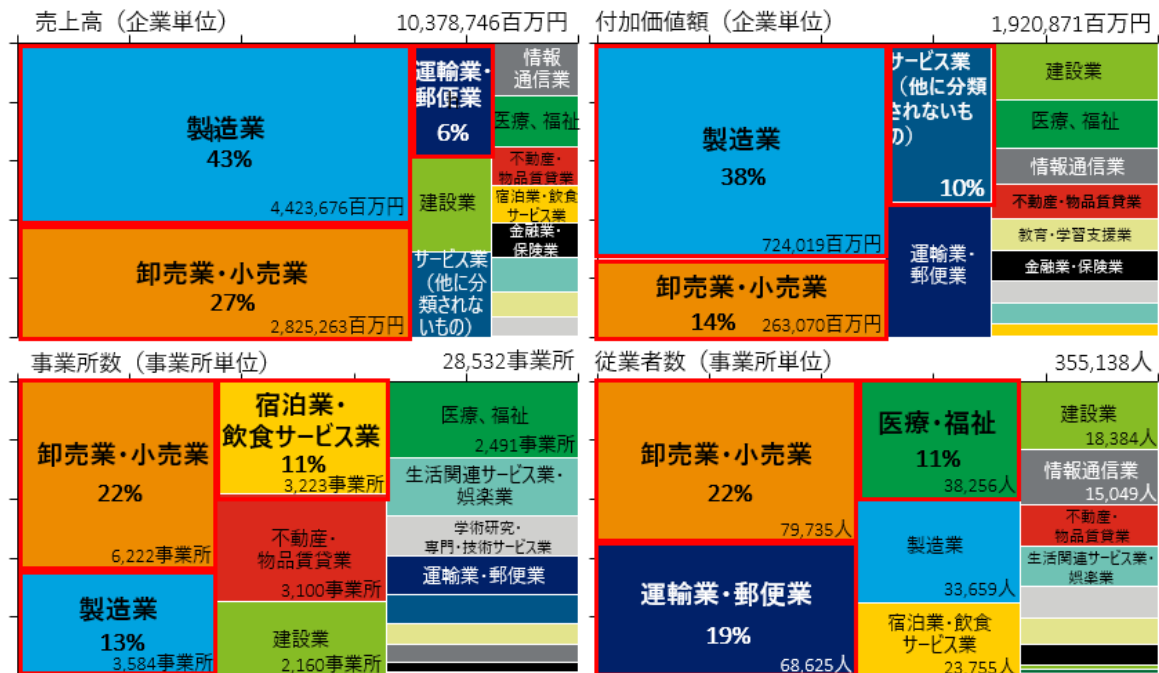 売上高（企業単位）
10,378,746百万円
製造業
43%
4,423,676百万円
卸売業・小売業
27%
2,825,263百万円
運輸業・
郵便業
6%
建設業
サービス業
（他に分
類されな
いもの）
情報
通信業
医療、福祉
不動産・
物品賃貸業
宿泊業・飲食
サービス業
金融業・
保険業
付加価値額（企業単位）
1,920,871百万円
製造業
38%
724,019百万円
卸売業・小売業
14%
263,070百万円
サービス業
（他に分類
されないも
の）
10%
運輸業・
郵便業
建設業
医療、福祉
情報通信業
不動産・物品賃貸業
教育・学習支援業
金融業・保険業
事業所数（事業所単位）
28,532事業所
卸売業・小売業
22%
6,222事業所
製造業
13%
3,584事業所
宿泊業・
飲食サービス業
11%
3,223事業所
不動産・
物品賃貸業
3,100事業所
建設業
2,160事業所
医療、福祉
2,491事業所
生活関連サービス業・
娯楽業
学術研究・
専門・技術サービス業
運輸業・郵便業
従業者数（事業所単位）
355,138人
卸売業・小売業
22%
79,735人
運輸業・郵便業
19%
68,625人
医療・福祉
11%
38,256人
製造業
33,659人
宿泊業・飲食
サービス業
23,755人
建設業
18,384人
情報通信業
15,049人
不動産・
物品賃貸業
生活関連サービス業・
娯楽業